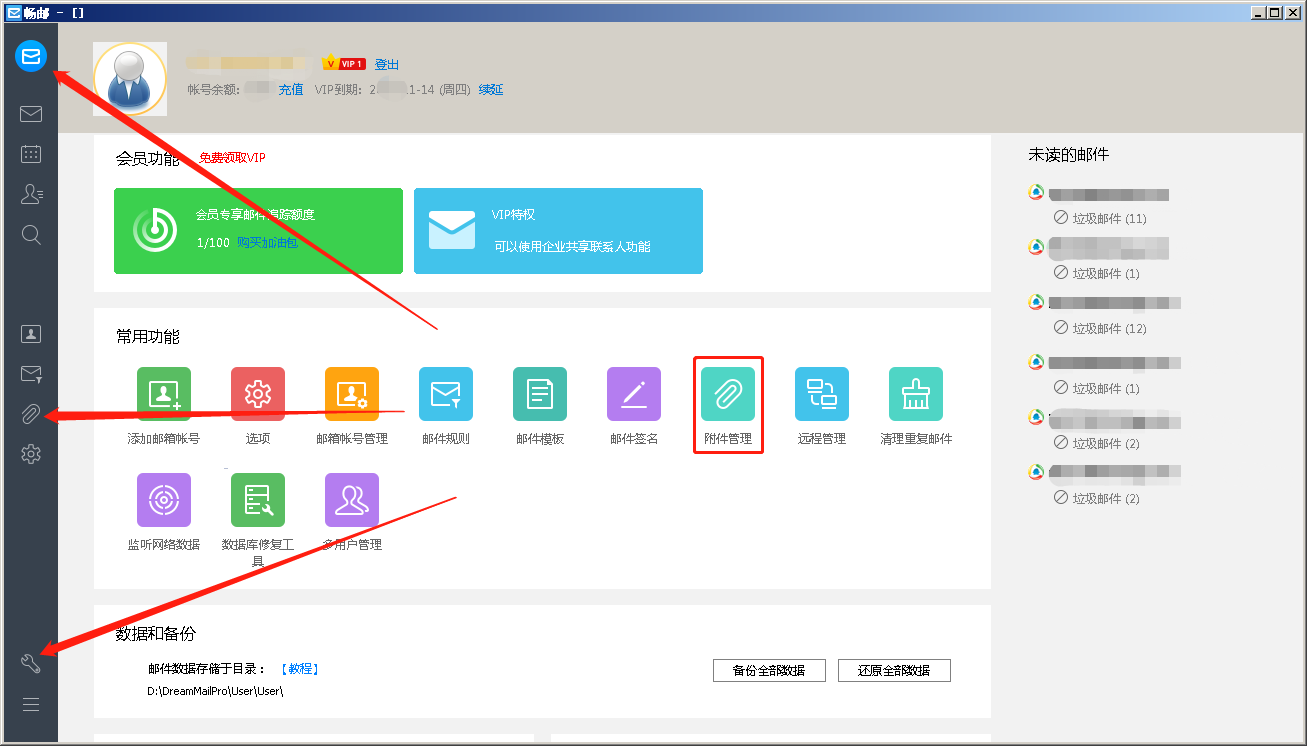 畅邮 - []
VIP 1 登出
帐号余额: 充值 VIP到期: 2 .1-14 (周四) 续延
会员功能 免费领取VIP
会员专享邮件追踪额度
1/100 购买加油包
VIP特权
可以使用企业共享联系人功能
常用功能
添加邮箱帐号
选项
邮箱帐号管理
邮件规则
邮件模板
邮件签名
附件管理
远程管理
清理重复邮件
监听网络数据
数据库修复工
具
多用户管理
数据和备份
邮件数据存储于目录: 【教程】
D:\DreamMailPro\User\User\
备份全部数据
还原全部数据
未读的邮件
垃圾邮件 (11)
垃圾邮件 (1)
垃圾邮件 (12)
垃圾邮件 (1)
垃圾邮件 (2)
垃圾邮件 (2)